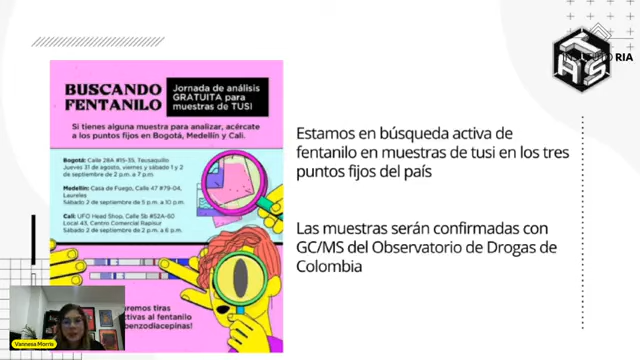 BUSCANDO
FENTANILO
Jornada de análisis
GRATUITA para
muestras de TUSI
Si tienes alguna muestra para analizar, acércate
a los puntos fijos en Bogotá, Medellín y Cali.
Bogotá: Calle 28A #15-35, Teusaquillo
Jueves 31 de agosto, viernes y sábado 1 y 2
de septiembre de 2 p.m. a 7 p.m.
Medellín: Casa de Fuego, Calle 47 #79-04,
Laureles
Sábado 2 de septiembre de 5 p.m. a 10 p.m.
Cali: UFO Head Shop, Calle 5b #52A-60
Local 43, Centro Comercial
Sábado 2 de septiembre de 2 p.m. a 6 p.m.
remos tiras
activas al fentanilo
benzodiacepinas!
Estamos en búsqueda activa de
fentanilo en muestras de tusi en los tres
puntos fijos del país
Las muestras serán confirmadas con
GC/MS del Observatorio de Drogas de
Colombia
RIA
Vannesa Morris